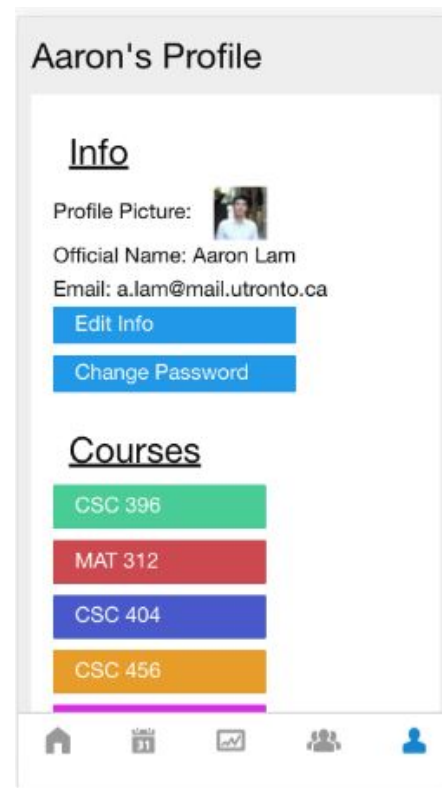 Aaron's Profile
Info
Profile Picture:
Official Name: Aaron Lam
Email: a.lam@mail.utronto.ca
Edit Info
Change Password
Courses
CSC 396
MAT 312
CSC 404
CSC 456
31